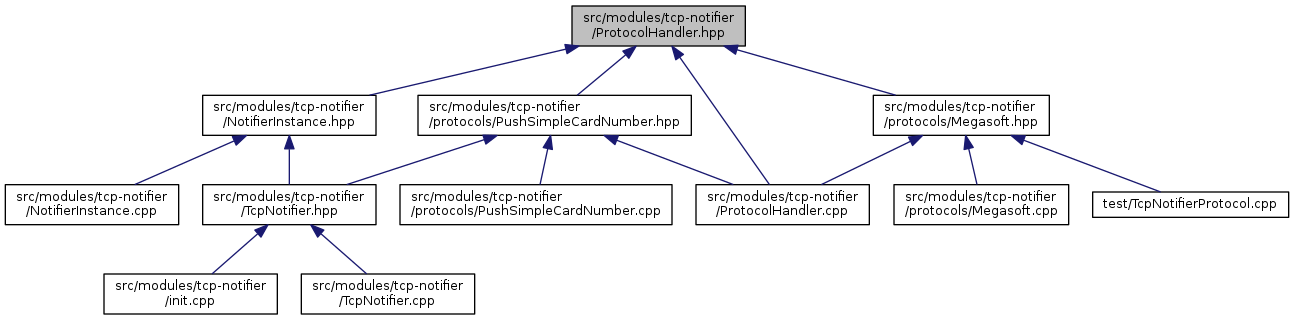 src/modules/tcp-notifier
/ProtocolHandler.hpp
src/modules/tcp-notifier
/NotifierInstance.hpp
src/modules/tcp-notifier
/protocols/PushSimpleCardNumber.hpp
src/modules/tcp-notifier
/protocols/Megasoft.hpp
src/modules/tcp-notifier
/NotifierInstance.cpp
src/modules/tcp-notifier
/TcpNotifier.hpp
src/modules/tcp-notifier
/protocols/PushSimpleCardNumber.cpp
src/modules/tcp-notifier
/ProtocolHandler.cpp
src/modules/tcp-notifier
/protocols/Megasoft.cpp
test/TcpNotifierProtocol.cpp
src/modules/tcp-notifier
/init.cpp
src/modules/tcp-notifier
/TcpNotifier.cpp